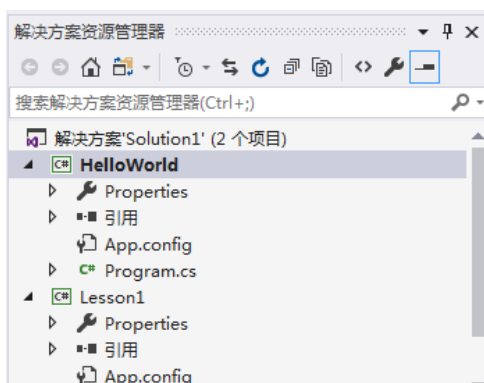 解决方案资源管理器
搜索解决方案资源管理器(Ctrl+;)
解决方案'Solution1' (2 个项目)
C# HelloWorld
Properties
引用
App.config
C# Program.cs
C# Lesson1
Properties
引用
App.config